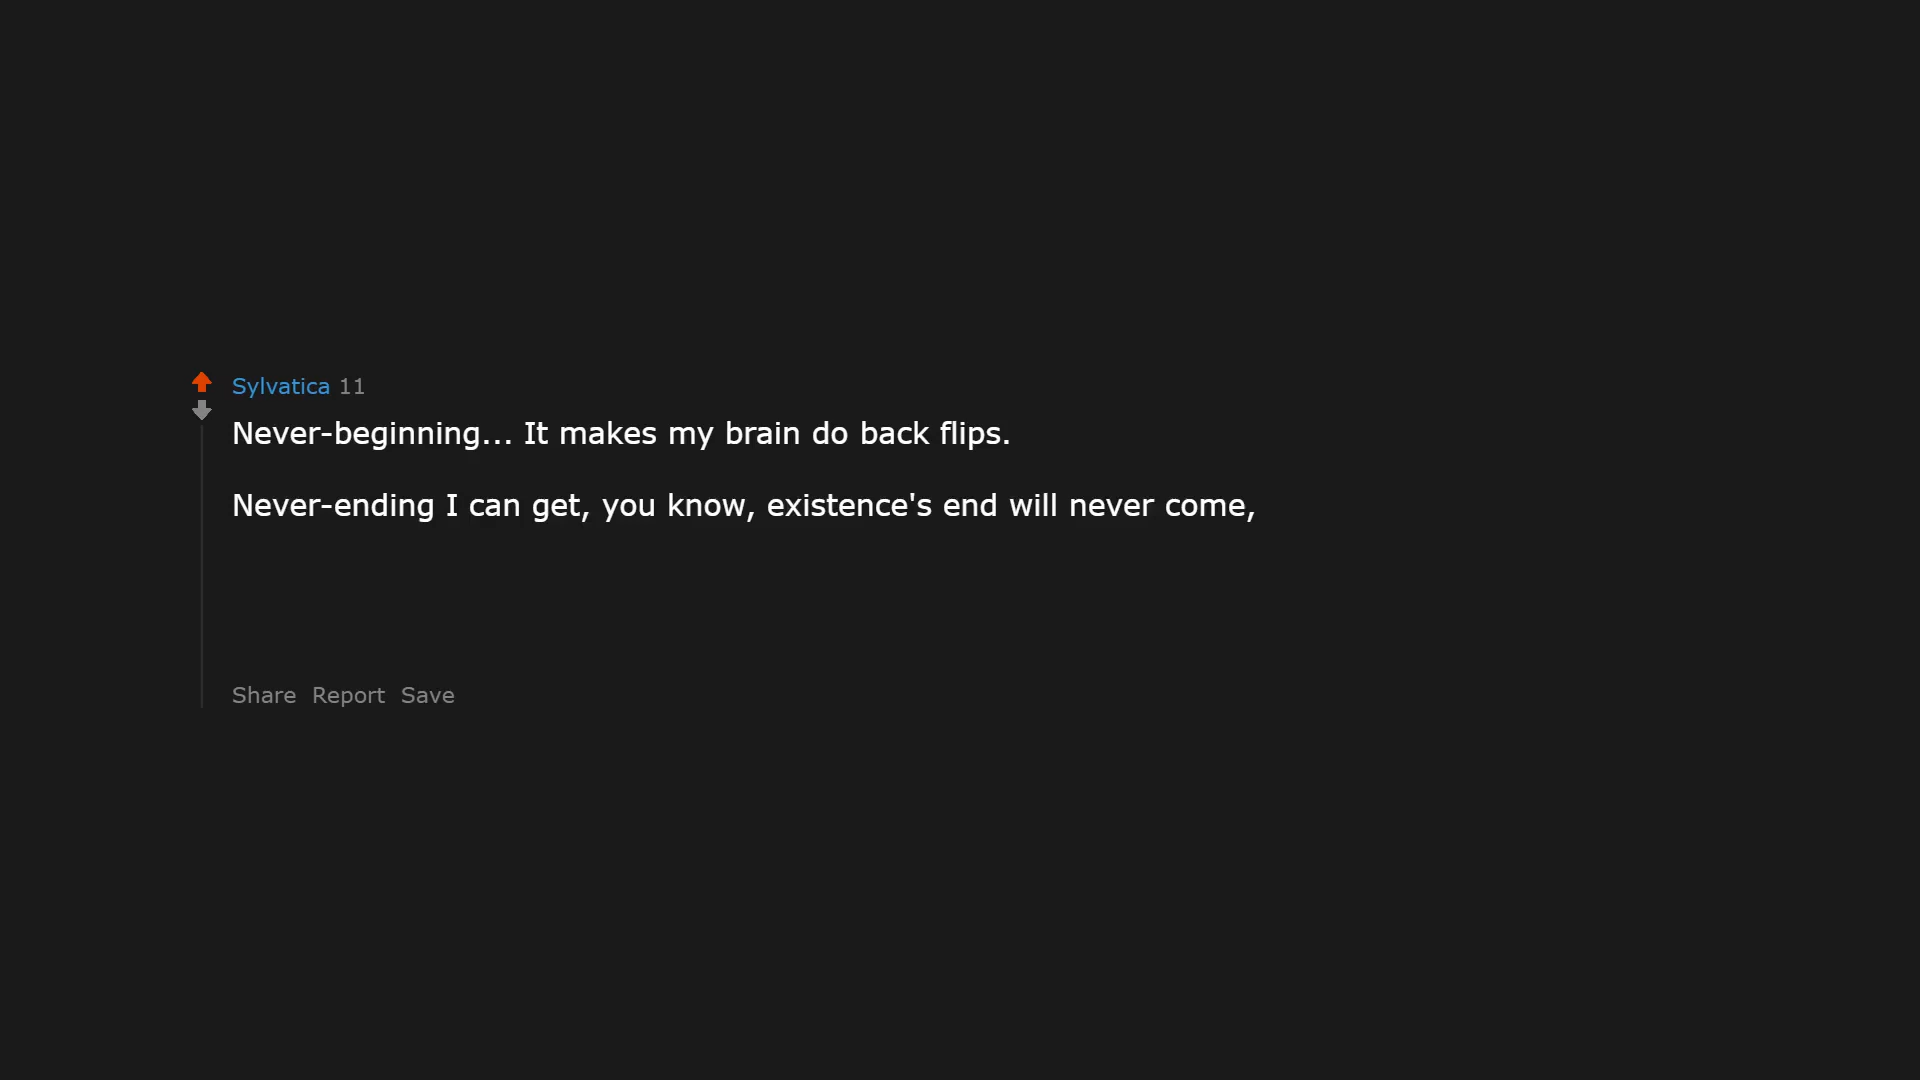 Sylvatica 11
Never-beginning... It makes my brain do back flips.
Never-ending I can get, you know, existence's end will never come,
Share Report Save